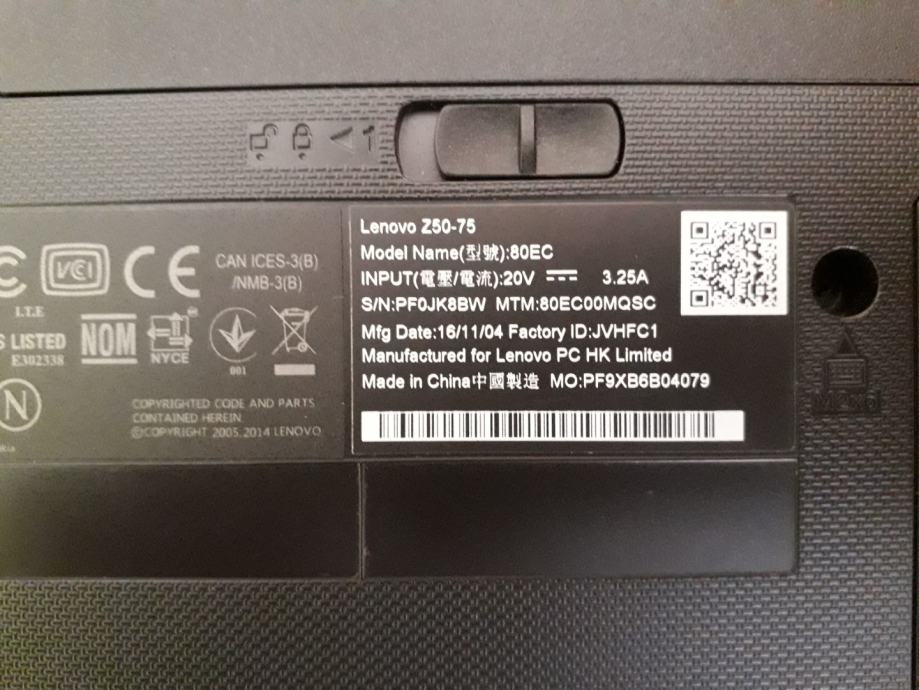 1
Lenovo Z50-75
Model Name(型號):80EC
INPUT(電壓/電流):20V ⎓ 3.25A
S/N:PF0JK8BW MTM:80EC00MQSC
Mfg Date:16/11/04 Factory ID:JVHFC1
Manufactured for Lenovo PC HK Limited
Made in China中國製造 MO:PF9XB6B04079
C
VCI
CE
CAN ICES-3(B)
/NMB-3(B)
I.T.E
LISTED
E302338
NOM
NYCE
001
N
COPYRIGHTED CODE AND PARTS
CONTAINED HEREIN
©COPYRIGHT 2005,2014 LENOVO